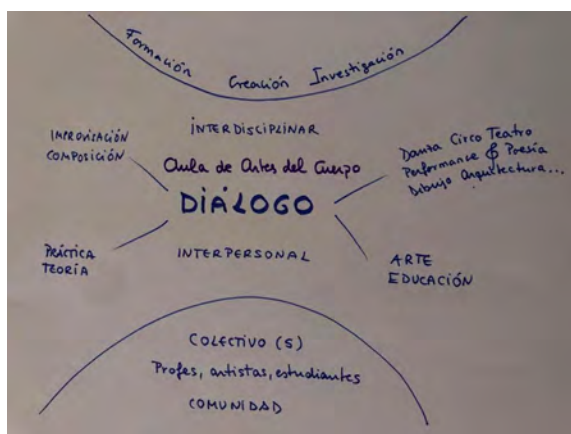 Formación Creación Investigación
INTERDISCIPLINAR
IMPROVISACIÓN
COMPOSICIÓN
Aula de Artes del Cuerpo
DIÁLOGO
Danza Circo Teatro
Performance & Poesía
Dibujo Arquitectura...
PRÁCTICA
TEORÍA
INTERPERSONAL
ARTE
EDUCACIÓN
COLECTIVO (S)
Profes, artistas, estudiantes
COMUNIDAD